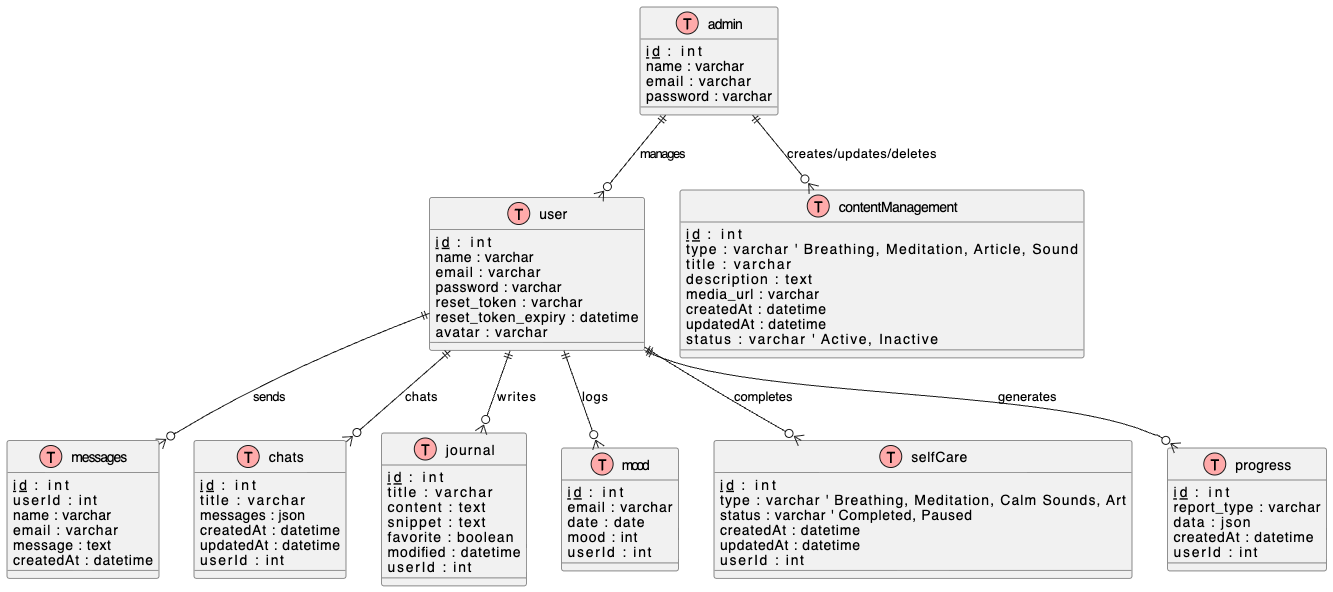 T admin
id : int
name : varchar
email : varchar
password : varchar
manages
creates/updates/deletes
T user
id : int
name : varchar
email : varchar
password : varchar
reset_token : varchar
reset_token_expiry : datetime
avatar : varchar
T contentManagement
id : int
type : varchar ' Breathing, Meditation, Article, Sound
title : varchar
description : text
media_url : varchar
createdAt : datetime
updatedAt : datetime
status : varchar ' Active, Inactive
sends
chats
writes
logs
completes
generates
T messages
id : int
userId : int
name : varchar
email : varchar
message : text
createdAt : datetime
T chats
id : int
title : varchar
messages : json
createdAt : datetime
updatedAt : datetime
userId : int
T journal
id : int
title : varchar
content : text
snippet : text
favorite : boolean
modified : datetime
userId : int
T mood
id : int
email : varchar
date : date
mood : int
userId : int
T selfCare
id : int
type : varchar ' Breathing, Meditation, Calm Sounds, Art
status : varchar ' Completed, Paused
createdAt : datetime
updatedAt : datetime
userId : int
T progress
id : int
report_type : varchar
data : json
createdAt : datetime
userId : int